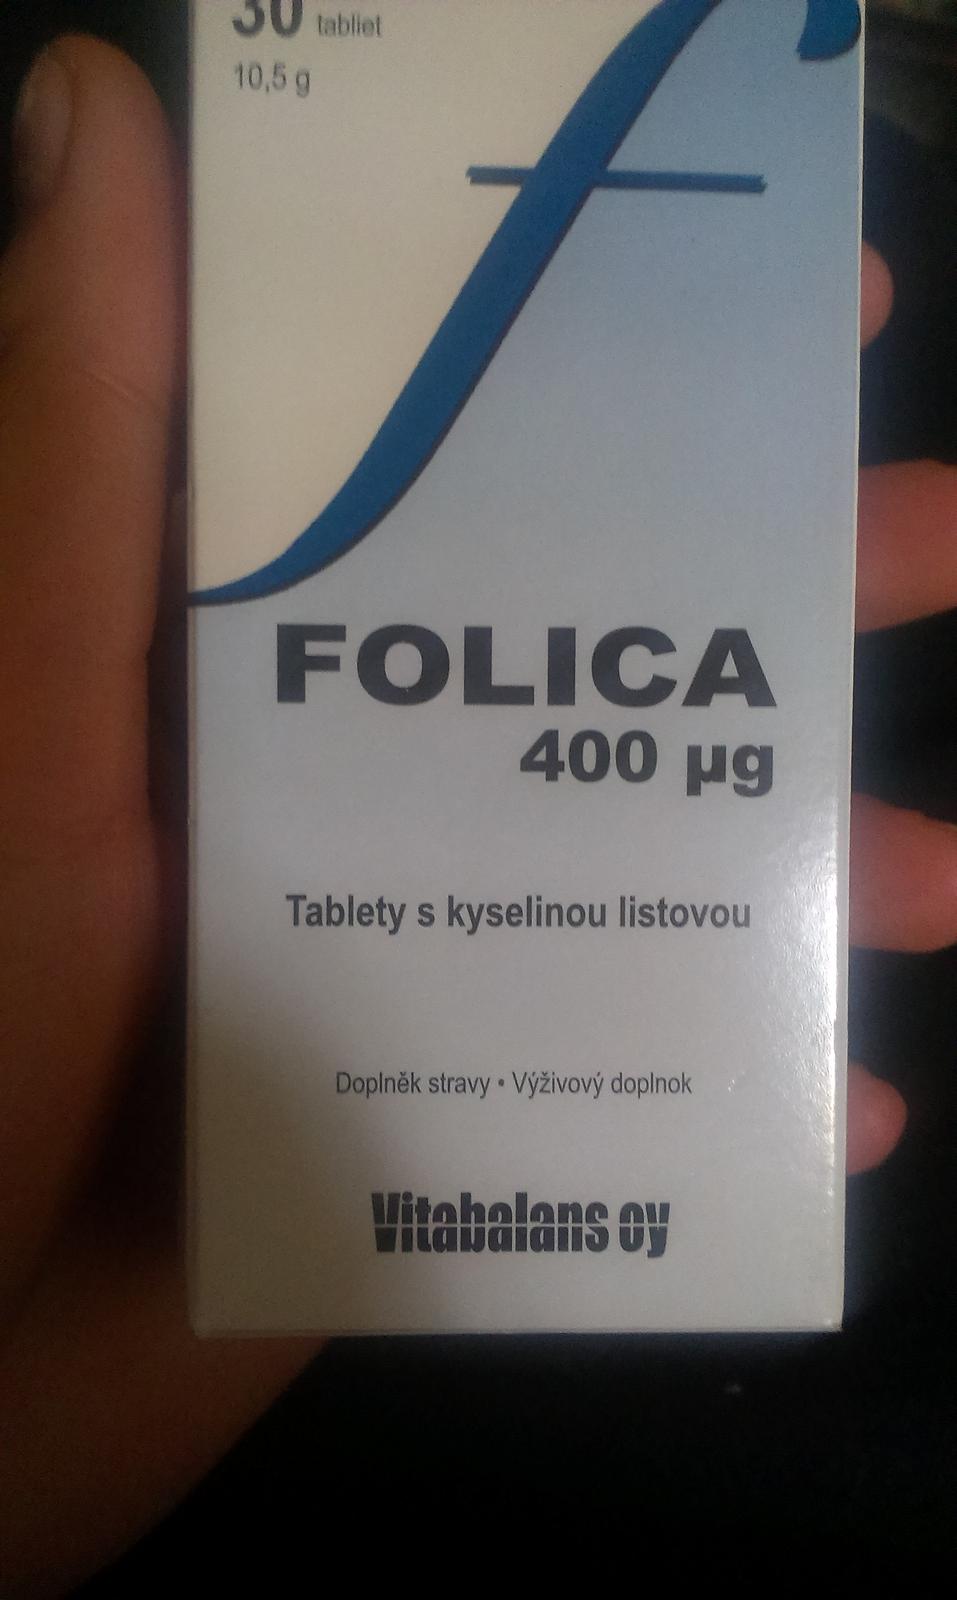 30 tabliet
10,5 g
FOLICA
400 µg
Tablety s kyselinou listovou
Doplněk stravy • Výživový doplnok
Vitabalans oy